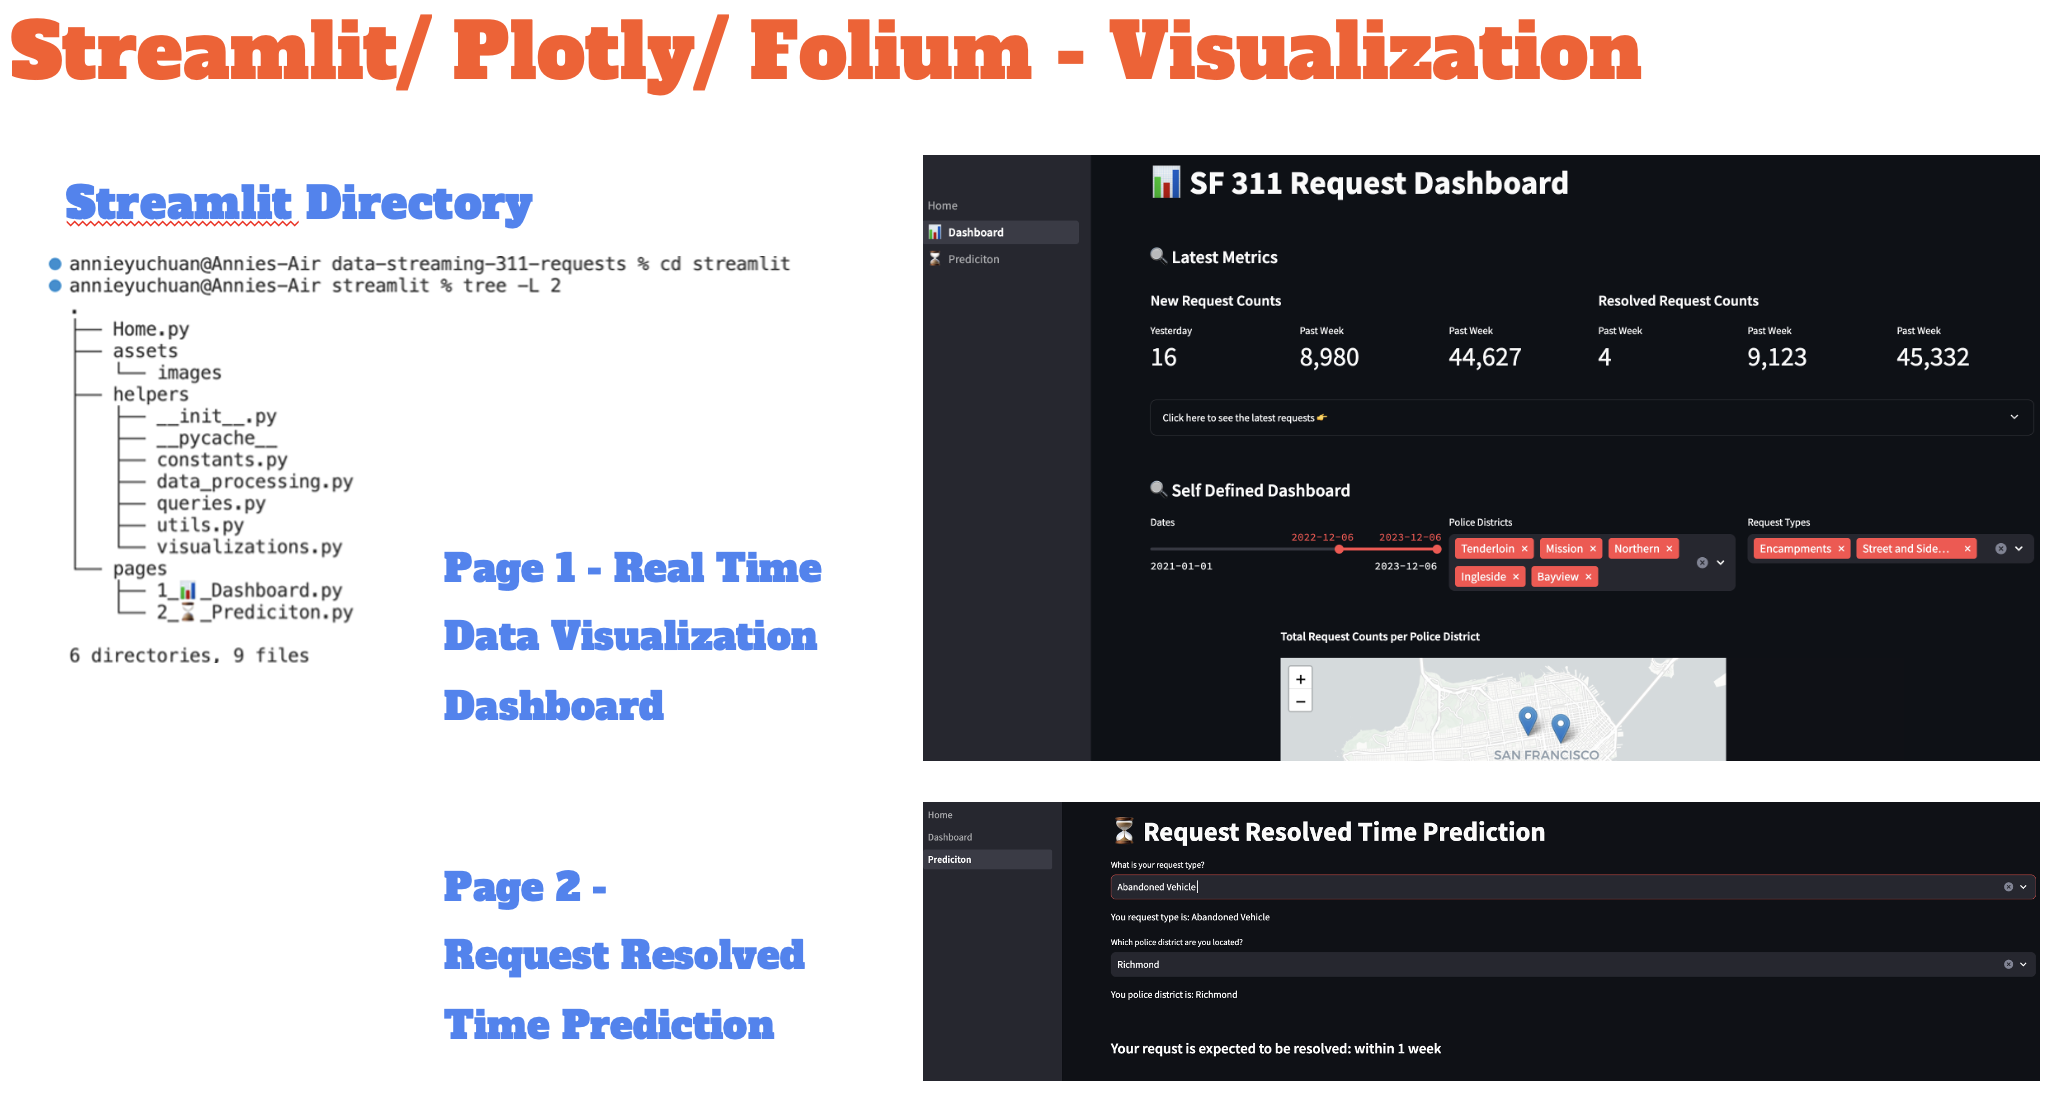 Streamlit/ Plotly/ Folium - Visualization
Streamlit Directory
annieyuchuan@Annies-Air data-streaming-311-requests % cd streamlit
annieyuchuan@Annies-Air streamlit % tree -L 2
.
├── Home.py
├── assets
│   └── images
├── helpers
│   ├── __init__.py
│   ├── __pycache__
│   ├── constants.py
│   ├── data_processing.py
│   ├── queries.py
│   ├── utils.py
│   └── visualizations.py
└── pages
    ├── 1_📊_Dashboard.py
    └── 2_⏳_Prediciton.py
6 directories, 9 files
Page 1 - Real Time
Data Visualization
Dashboard
Page 2 -
Request Resolved
Time Prediction
Home
📊 Dashboard
⏳ Prediciton
📊 SF 311 Request Dashboard
🔍 Latest Metrics
New Request Counts Resolved Request Counts
Yesterday Past Week Past Week Past Week Past Week Past Week
16 8,980 44,627 4 9,123 45,332
Click here to see the latest requests 👉
🔍 Self Defined Dashboard
Dates Police Districts Request Types
2022-12-06 2023-12-06
2021-01-01 2023-12-06
Tenderloin × Mission × Northern ×
Ingleside × Bayview ×
Encampments × Street and Side... ×
Total Request Counts per Police District
+
−
SAN FRANCISCO
Home
Dashboard
Prediciton
⏳ Request Resolved Time Prediction
What is your request type?
Abandoned Vehicle
You request type is: Abandoned Vehicle
Which police district are you located?
Richmond
You police district is: Richmond
Your requst is expected to be resolved: within 1 week